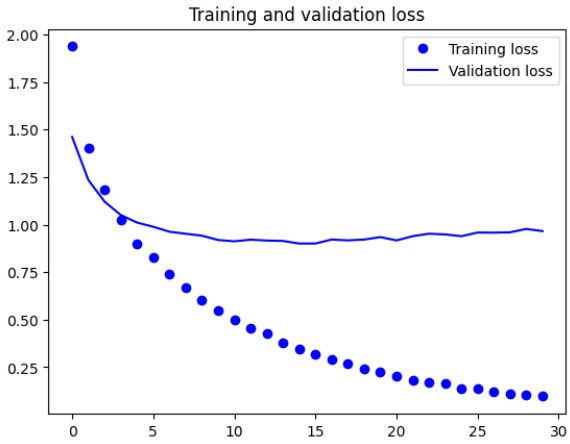 Training and validation loss
2.00
1.75
1.50
1.25
1.00
0.75
0.50
0.25
Training loss
Validation loss
0 5 10 15 20 25 30